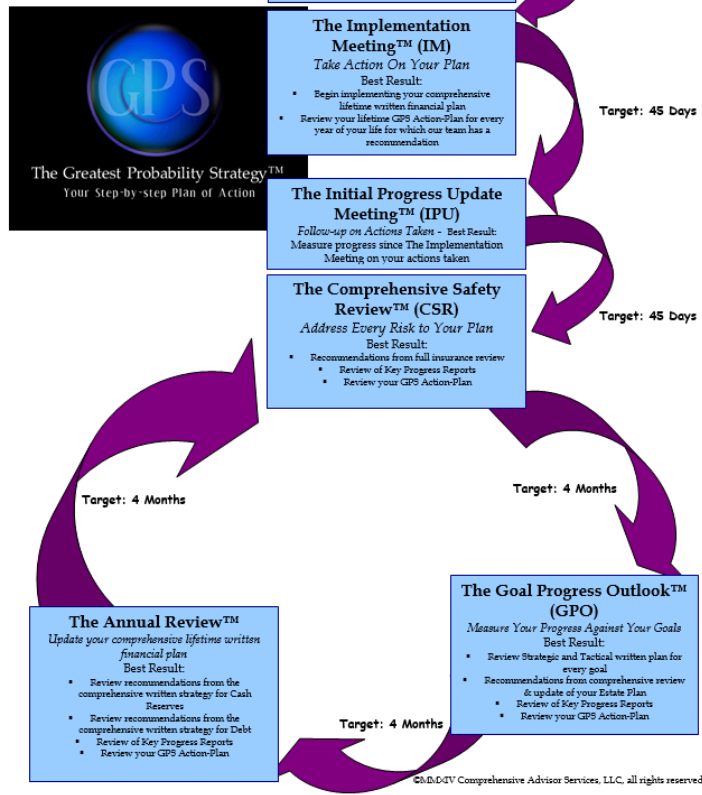 The Implementation
Meeting™ (IM)
Take Action On Your Plan
Best Result:
▪ Begin implementing your comprehensive
lifetime written financial plan
▪ Review your lifetime GPS Action-Plan for every
year of your life for which our team has a
recommendation
GPS
The Greatest Probability Strategy™
Your Step-by-step Plan of Action
Target: 45 Days
The Initial Progress Update
Meeting™ (IPU)
Follow-up on Actions Taken - Best Result:
Measure progress since The Implementation
Meeting on your actions taken
Target: 45 Days
The Comprehensive Safety
Review™ (CSR)
Address Every Risk to Your Plan
Best Result:
▪ Recommendations from full insurance review
▪ Review of Key Progress Reports
▪ Review your GPS Action-Plan
Target: 4 Months
Target: 4 Months
The Goal Progress Outlook™
(GPO)
Measure Your Progress Against Your Goals
Best Result:
▪ Review Strategic and Tactical written plan for
every goal
▪ Recommendations from comprehensive review
& update of your Estate Plan
▪ Review of Key Progress Reports
▪ Review your GPS Action-Plan
Target: 4 Months
The Annual Review™
Update your comprehensive lifetime written
financial plan
Best Result:
▪ Review recommendations from the
comprehensive written strategy for Cash
Reserves
▪ Review recommendations from the
comprehensive written strategy for Debt
▪ Review of Key Progress Reports
▪ Review your GPS Action-Plan
©MMXIV Comprehensive Advisor Services, LLC, all rights reserved